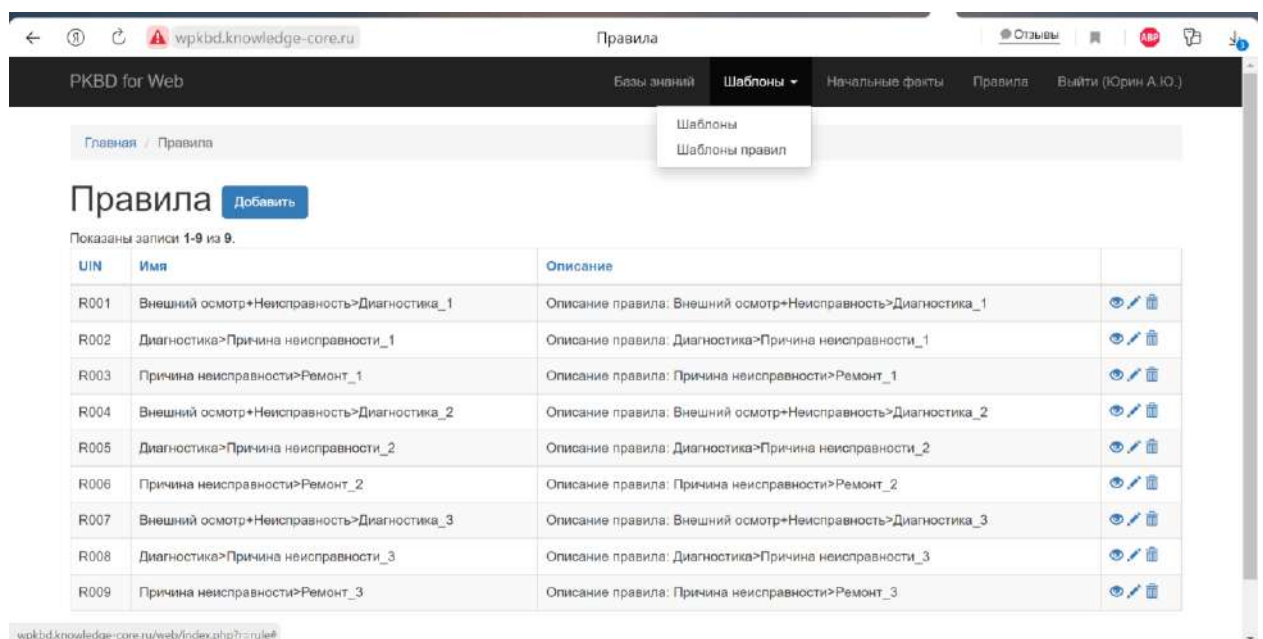 wpkbd.knowledge-core.ru Правила Отзывы ABP
PKBD for Web Базы знаний Шаблоны Начальные факты Правила Выйти (Юрин А.Ю.)
Шаблоны
Шаблоны правил
Главная / Правила
Правила Добавить
Показаны записи 1-9 из 9.
UIN Имя Описание
R001 Внешний осмотр+Неисправность>Диагностика_1 Описание правила: Внешний осмотр+Неисправность>Диагностика_1
R002 Диагностика>Причина неисправности_1 Описание правила: Диагностика>Причина неисправности_1
R003 Причина неисправности>Ремонт_1 Описание правила: Причина неисправности>Ремонт_1
R004 Внешний осмотр+Неисправность>Диагностика_2 Описание правила: Внешний осмотр+Неисправность>Диагностика_2
R005 Диагностика>Причина неисправности_2 Описание правила: Диагностика>Причина неисправности_2
R006 Причина неисправности>Ремонт_2 Описание правила: Причина неисправности>Ремонт_2
R007 Внешний осмотр+Неисправность>Диагностика_3 Описание правила: Внешний осмотр+Неисправность>Диагностика_3
R008 Диагностика>Причина неисправности_3 Описание правила: Диагностика>Причина неисправности_3
R009 Причина неисправности>Ремонт_3 Описание правила: Причина неисправности>Ремонт_3
wpkbd.knowledge-core.ru/web/index.php?r=rule#